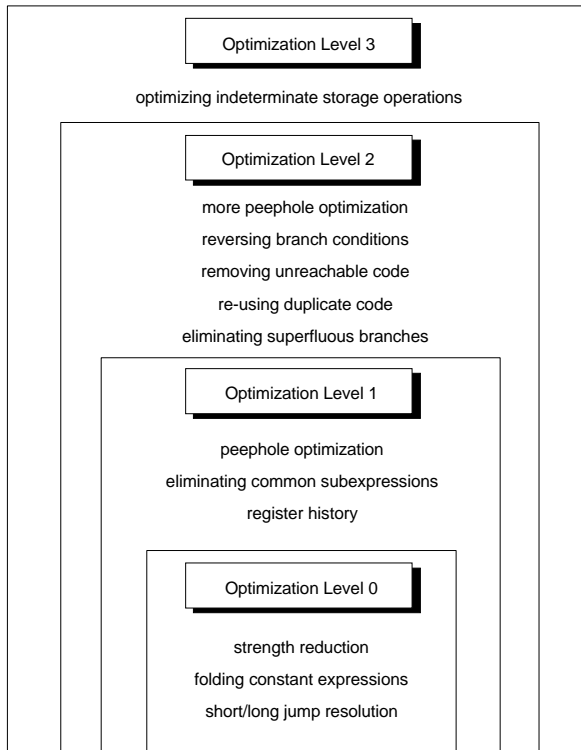 Optimization Level 3
optimizing indeterminate storage operations
Optimization Level 2
more peephole optimization
reversing branch conditions
removing unreachable code
re-using duplicate code
eliminating superfluous branches
Optimization Level 1
peephole optimization
eliminating common subexpressions
register history
Optimization Level 0
strength reduction
folding constant expressions
short/long jump resolution